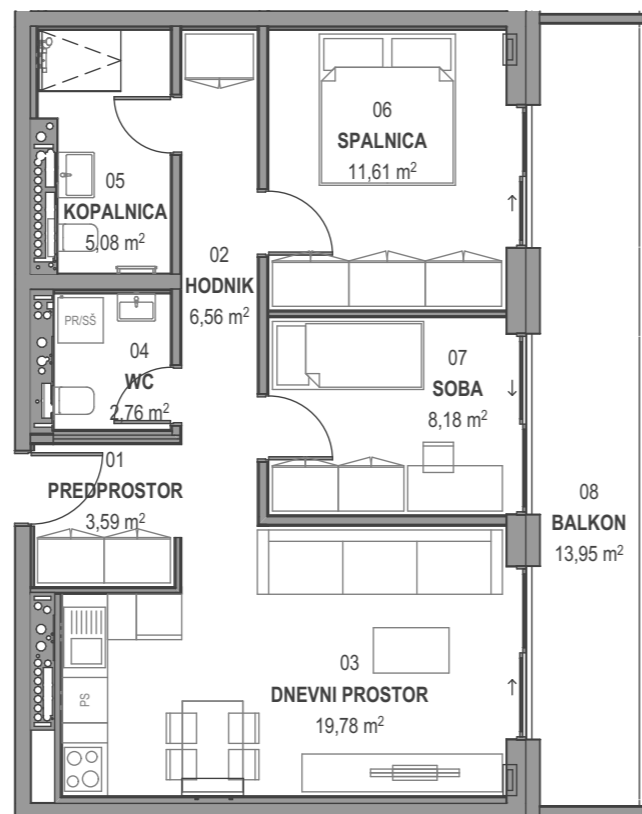 06
SPALNICA
11,61 m²
05
KOPALNICA
5,08 m²
02
HODNIK
6,56 m²
PR/SŠ
04
WC
2,76 m²
07
SOBA
8,18 m²
01
PREDPROSTOR
3,59 m²
08
BALKON
13,95 m²
03
DNEVNI PROSTOR
19,78 m²
PS